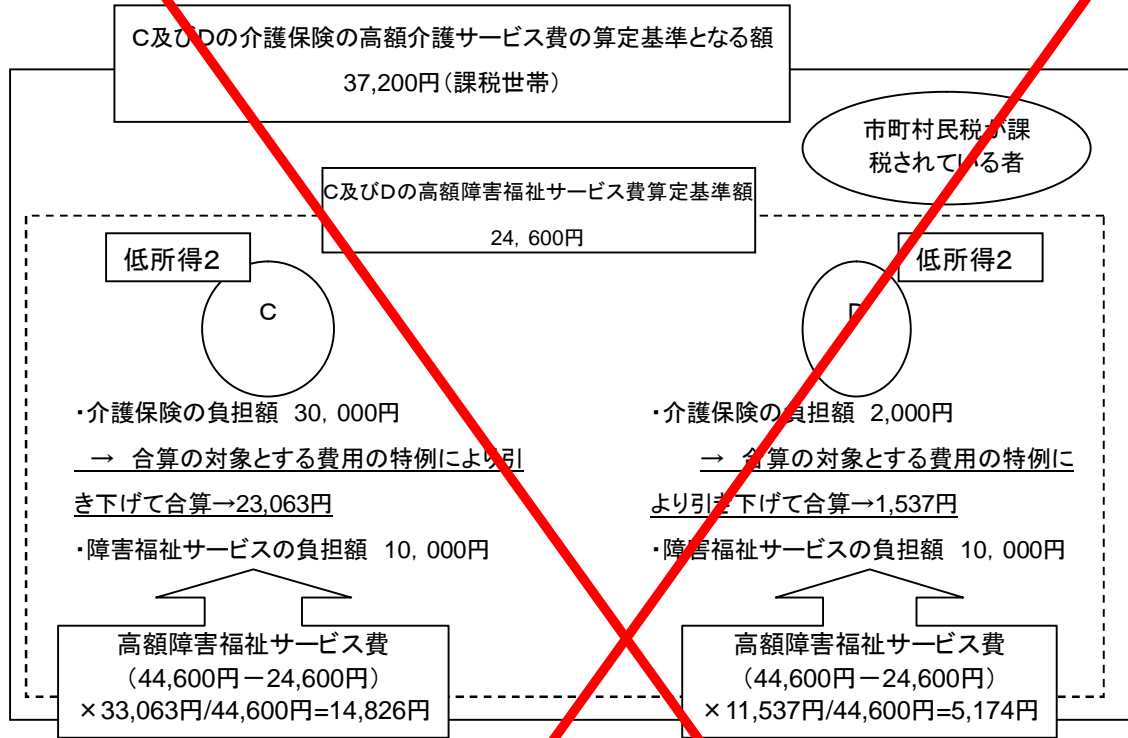 C及びDの介護保険の高額介護サービス費の算定基準となる額
37,200円(課税世帯)
市町村民税が課
税されている者
C及びDの高額障害福祉サービス費算定基準額
24,600円
低所得2
C
・介護保険の負担額 30,000円
→ 合算の対象とする費用の特例により引
き下げて合算→23,063円
・障害福祉サービスの負担額 10,000円
高額障害福祉サービス費
(44,600円-24,600円)
×33,063円/44,600円=14,826円
低所得2
D
・介護保険の負担額 2,000円
→ 合算の対象とする費用の特例に
より引き下げて合算→1,537円
・障害福祉サービスの負担額 10,000円
高額障害福祉サービス費
(44,600円-24,600円)
×11,537円/44,600円=5,174円